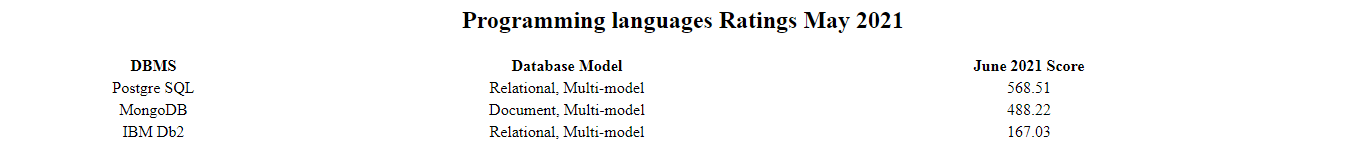 Programming languages Ratings May 2021
DBMS Database Model June 2021 Score
Postgre SQL Relational, Multi-model 568.51
MongoDB Document, Multi-model 488.22
IBM Db2 Relational, Multi-model 167.03